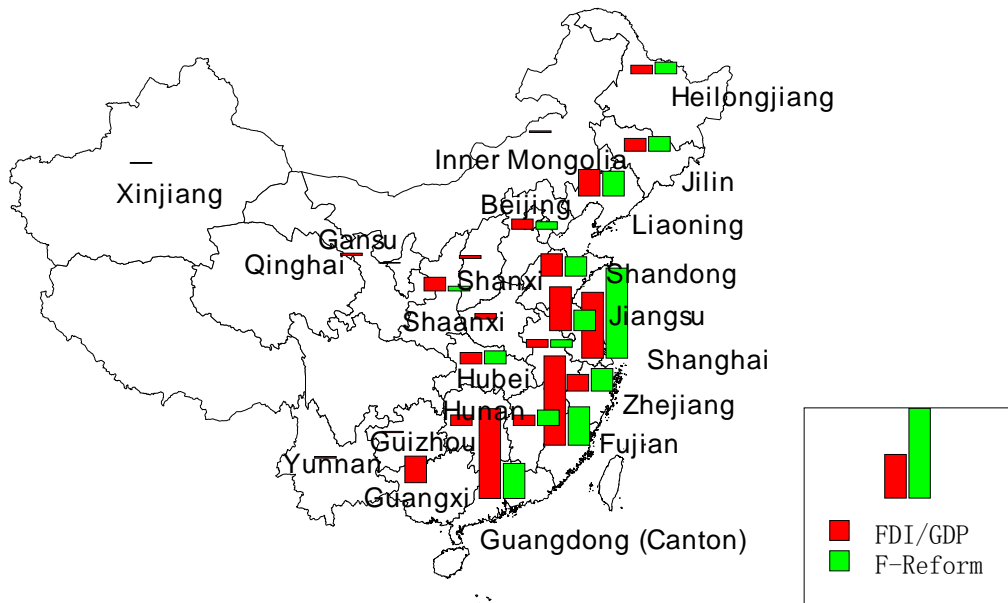 Heilongjiang
Inner Mongolia
Jilin
Xinjiang
Beijing
Liaoning
Gansu
Qinghai
Shanxi
Shandong
Shaanxi
Jiangsu
Shanghai
Hubei
Zhejiang
Hunan
Guizhou
Fujian
Yunnan
Guangxi
Guangdong (Canton)
FDI/GDP
F-Reform